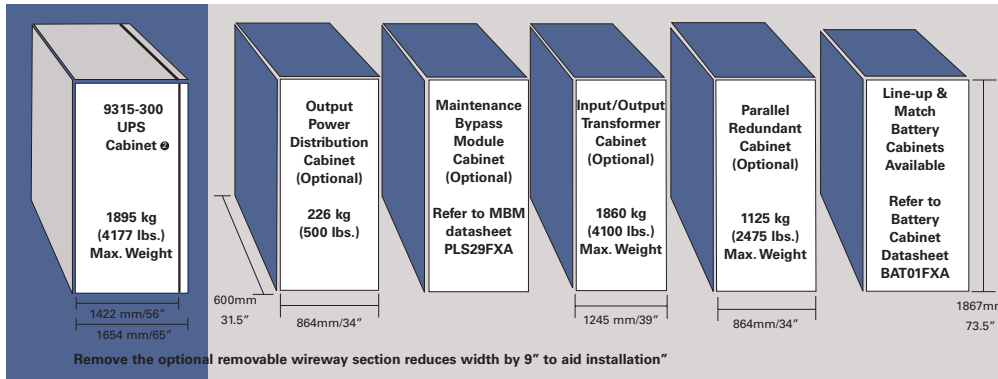 9315-300
UPS
Cabinet ❷
1895 kg
(4177 lbs.)
Max. Weight
1422 mm/56"
1654 mm/65"
Output
Power
Distribution
Cabinet
(Optional)
226 kg
(500 lbs.)
600mm
31.5"
864mm/34"
Maintenance
Bypass
Module
Cabinet
(Optional)
Refer to MBM
datasheet
PLS29FXA
Input/Output
Transformer
Cabinet
(Optional)
1860 kg
(4100 lbs.)
Max. Weight
1245 mm/39"
Parallel
Redundant
Cabinet
(Optional)
1125 kg
(2475 lbs.)
Max. Weight
864mm/34"
Line-up &
Match
Battery
Cabinets
Available
Refer to
Battery
Cabinet
Datasheet
BAT01FXA
1867m
73.5"
Remove the optional removable wireway section reduces width by 9" to aid installation"